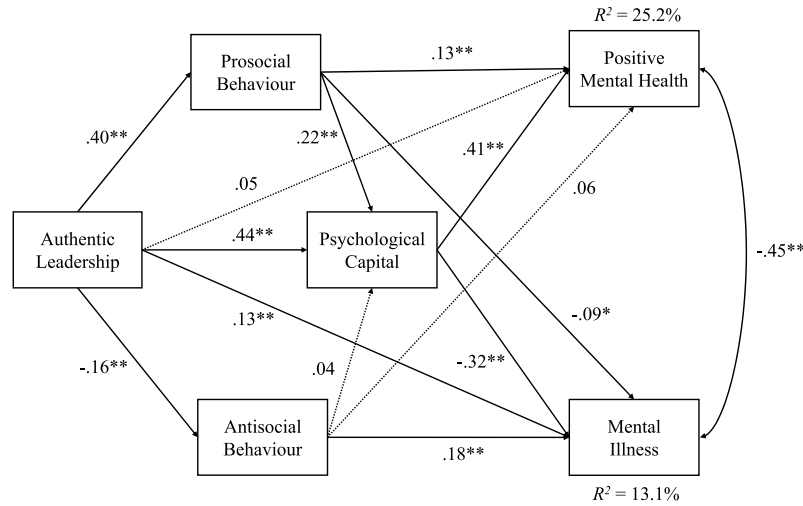 R² = 25.2%
Prosocial
Behaviour
.13**
Positive
Mental Health
.40**
.22**
.41**
.05
.06
Authentic
Leadership
.44**
Psychological
Capital
-.45**
.13**
-.09*
-.16**
.04
-.32**
Antisocial
Behaviour
.18**
Mental
Illness
R² = 13.1%